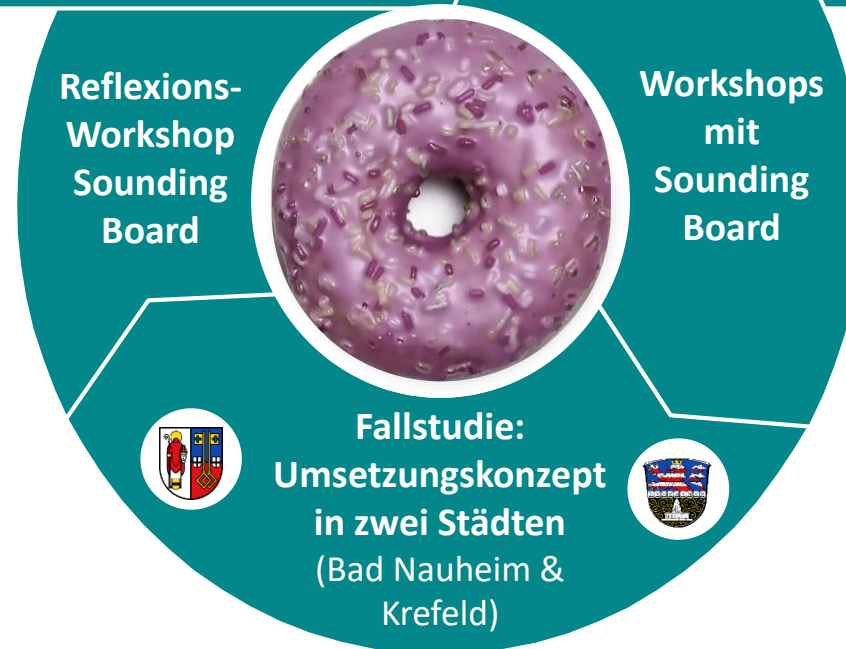 Reflexions-
Workshop
Sounding
Board
Workshops
mit
Sounding
Board
Fallstudie:
Umsetzungskonzept
in zwei Städten
(Bad Nauheim &
Krefeld)